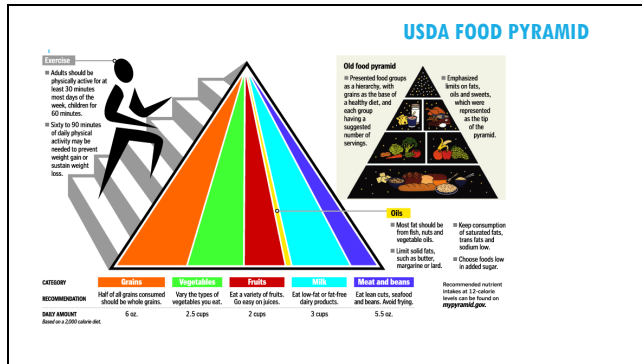 USDA FOOD PYRAMID
Exercise
■ Adults should be
physically active for at
least 30 minutes
most days of the
week, children for
60 minutes.
■ Sixty to 90 minutes
of daily physical
activity may be
needed to prevent
weight gain or
sustain weight
loss.
Old food pyramid
■ Presented food groups
as a hierarchy, with
grains as the base of
a healthy diet, and
each group
having a
suggested
number of
servings.
■ Emphasized
limits on fats,
oils and sweets,
which were
represented
as the tip
of the
pyramid.
Oils
■ Most fat should be
from fish, nuts and
vegetable oils.
■ Limit solid fats,
such as butter,
margarine or lard.
■ Keep consumption
of saturated fats,
trans fats and
sodium low.
■ Choose foods low
in added sugar.
CATEGORY Grains Vegetables Fruits Milk Meat and beans
RECOMMENDATION Half of all grains consumed should be whole grains. Vary the types of vegetables you eat. Eat a variety of fruits. Go easy on juices. Eat low-fat or fat-free dairy products. Eat lean cuts, seafood and beans. Avoid frying.
DAILY AMOUNT 6 oz. 2.5 cups 2 cups 3 cups 5.5 oz.
Based on a 2,000 calorie diet.
Recommended nutrient
intakes at 12-calorie
levels can be found on
mypyramid.gov.